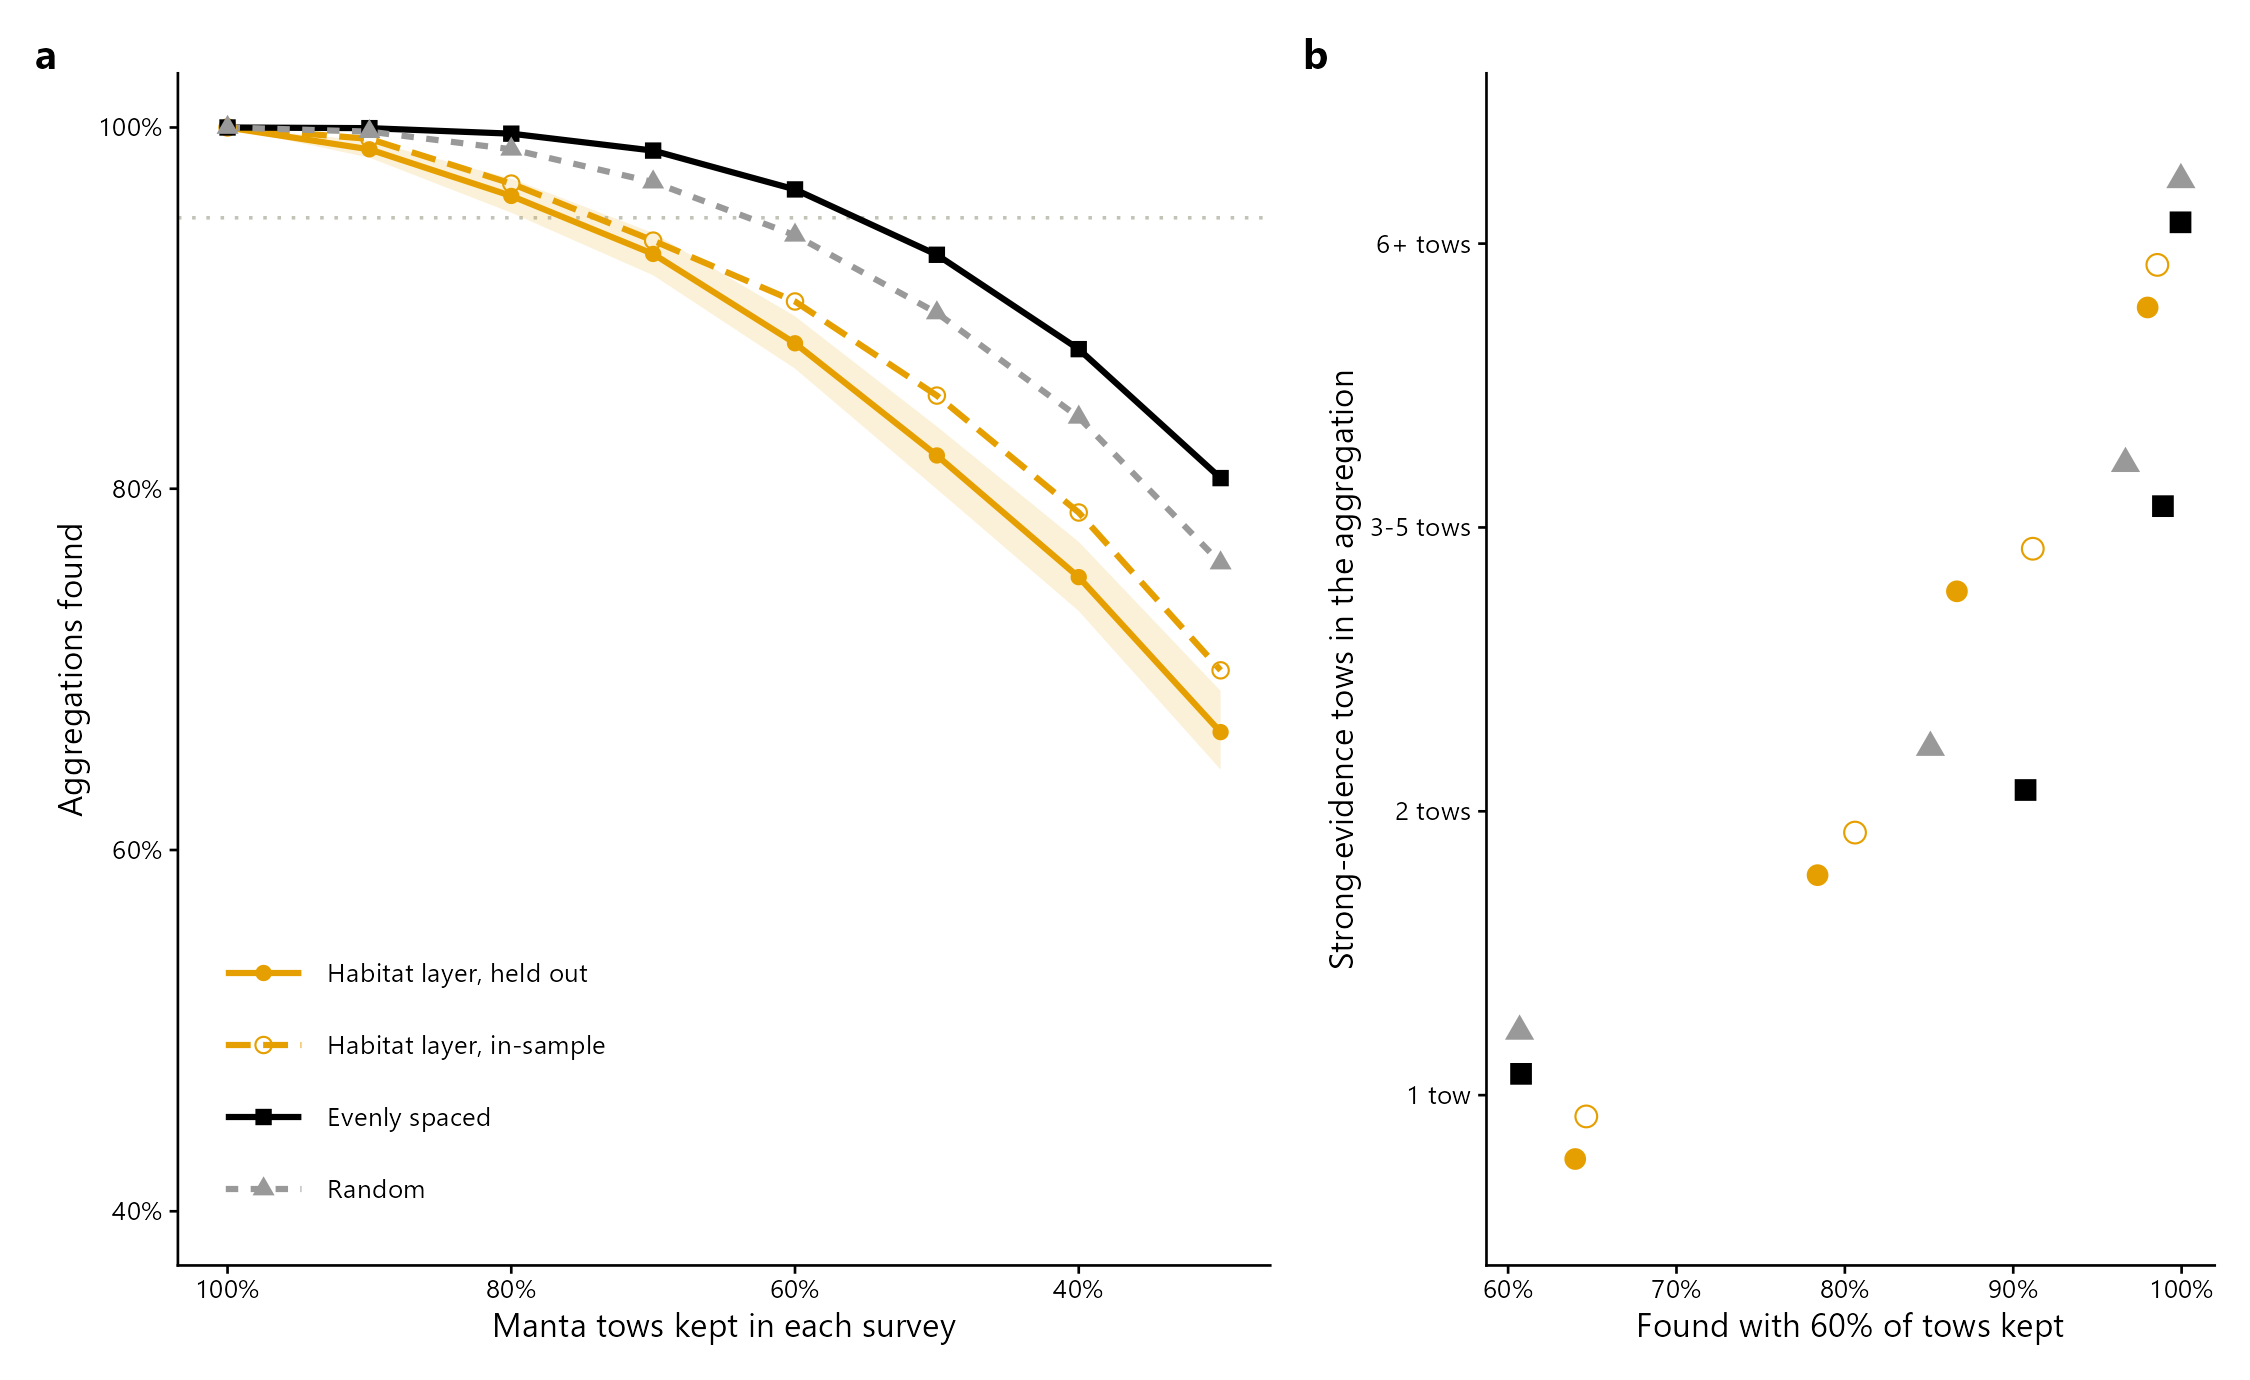 a
100%
80%
60%
40%
Aggregations found
Habitat layer, held out
Habitat layer, in-sample
Evenly spaced
Random
100%
80%
60%
40%
Manta tows kept in each survey
b
6+ tows
3-5 tows
2 tows
1 tow
Strong-evidence tows in the aggregation
60%
70%
80%
90%
100%
Found with 60% of tows kept